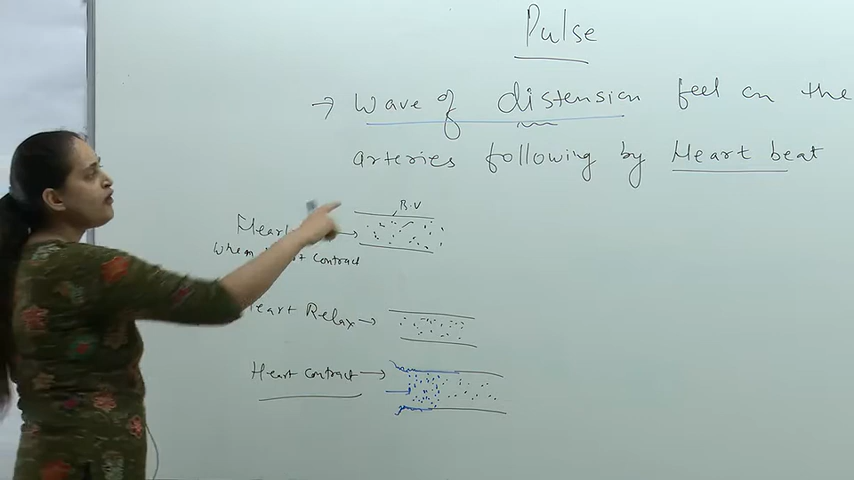 Pulse
→ Wave of distension feel on the
arteries following by Heart beat
B.V
Heart
When contract
Heart Relax →
Heart contract →